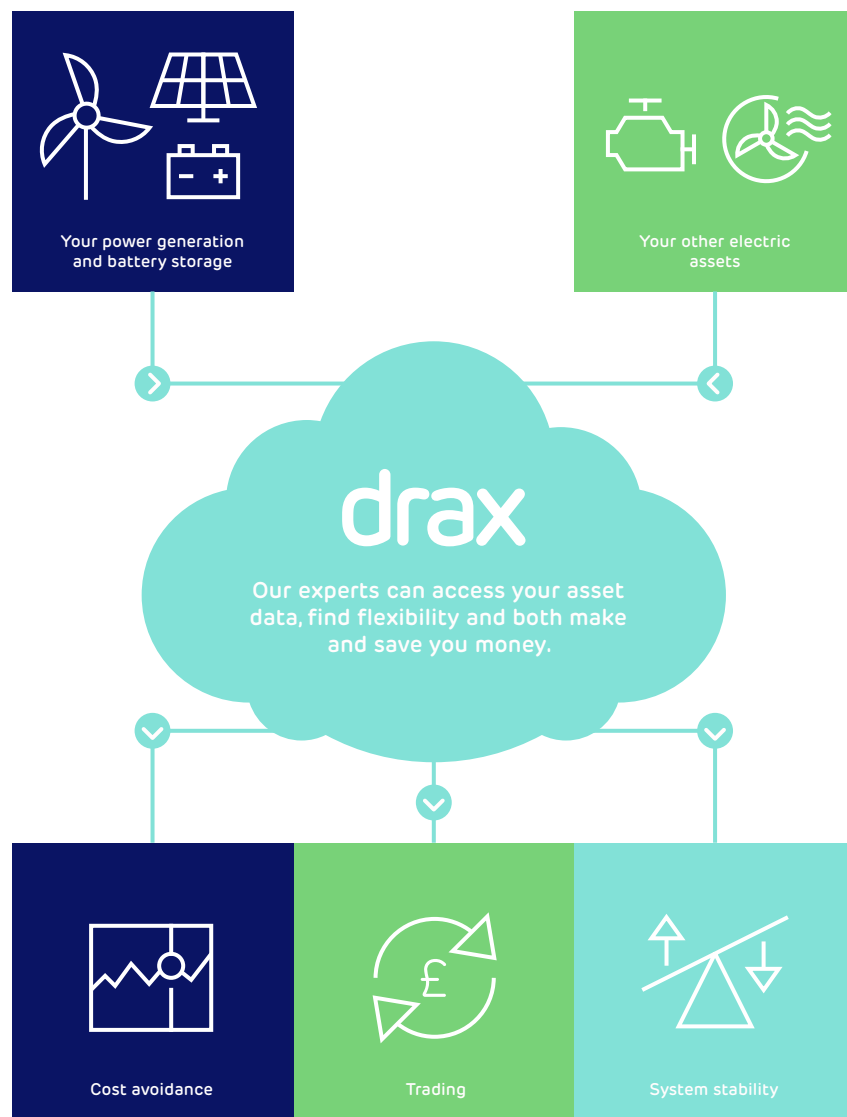 Your power generation
and battery storage
Your other electric
assets
drax
Our experts can access your asset
data, find flexibility and both make
and save you money.
£
Cost avoidance
Trading
System stability